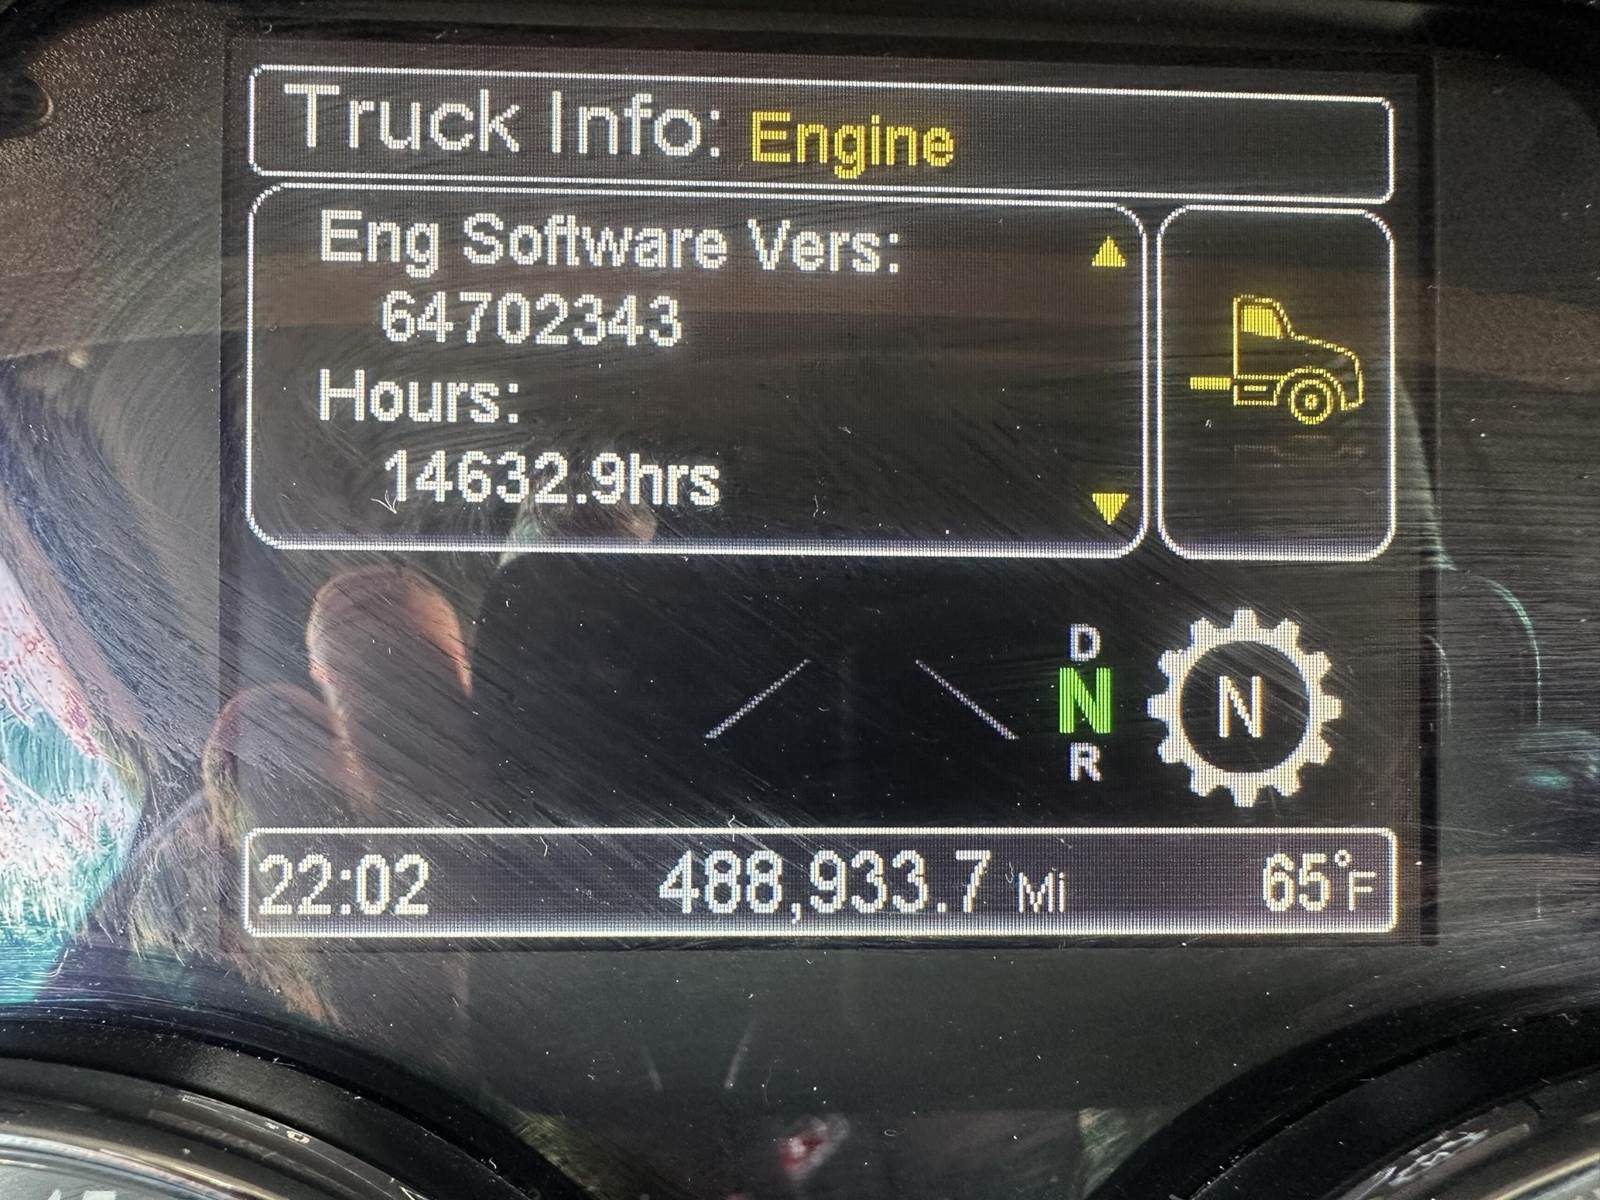 Truck Info: Engine
Eng Software Vers:
64702343
Hours:
14632.9hrs
D
N
R
N
22:02 488,933.7 Mi 65°F